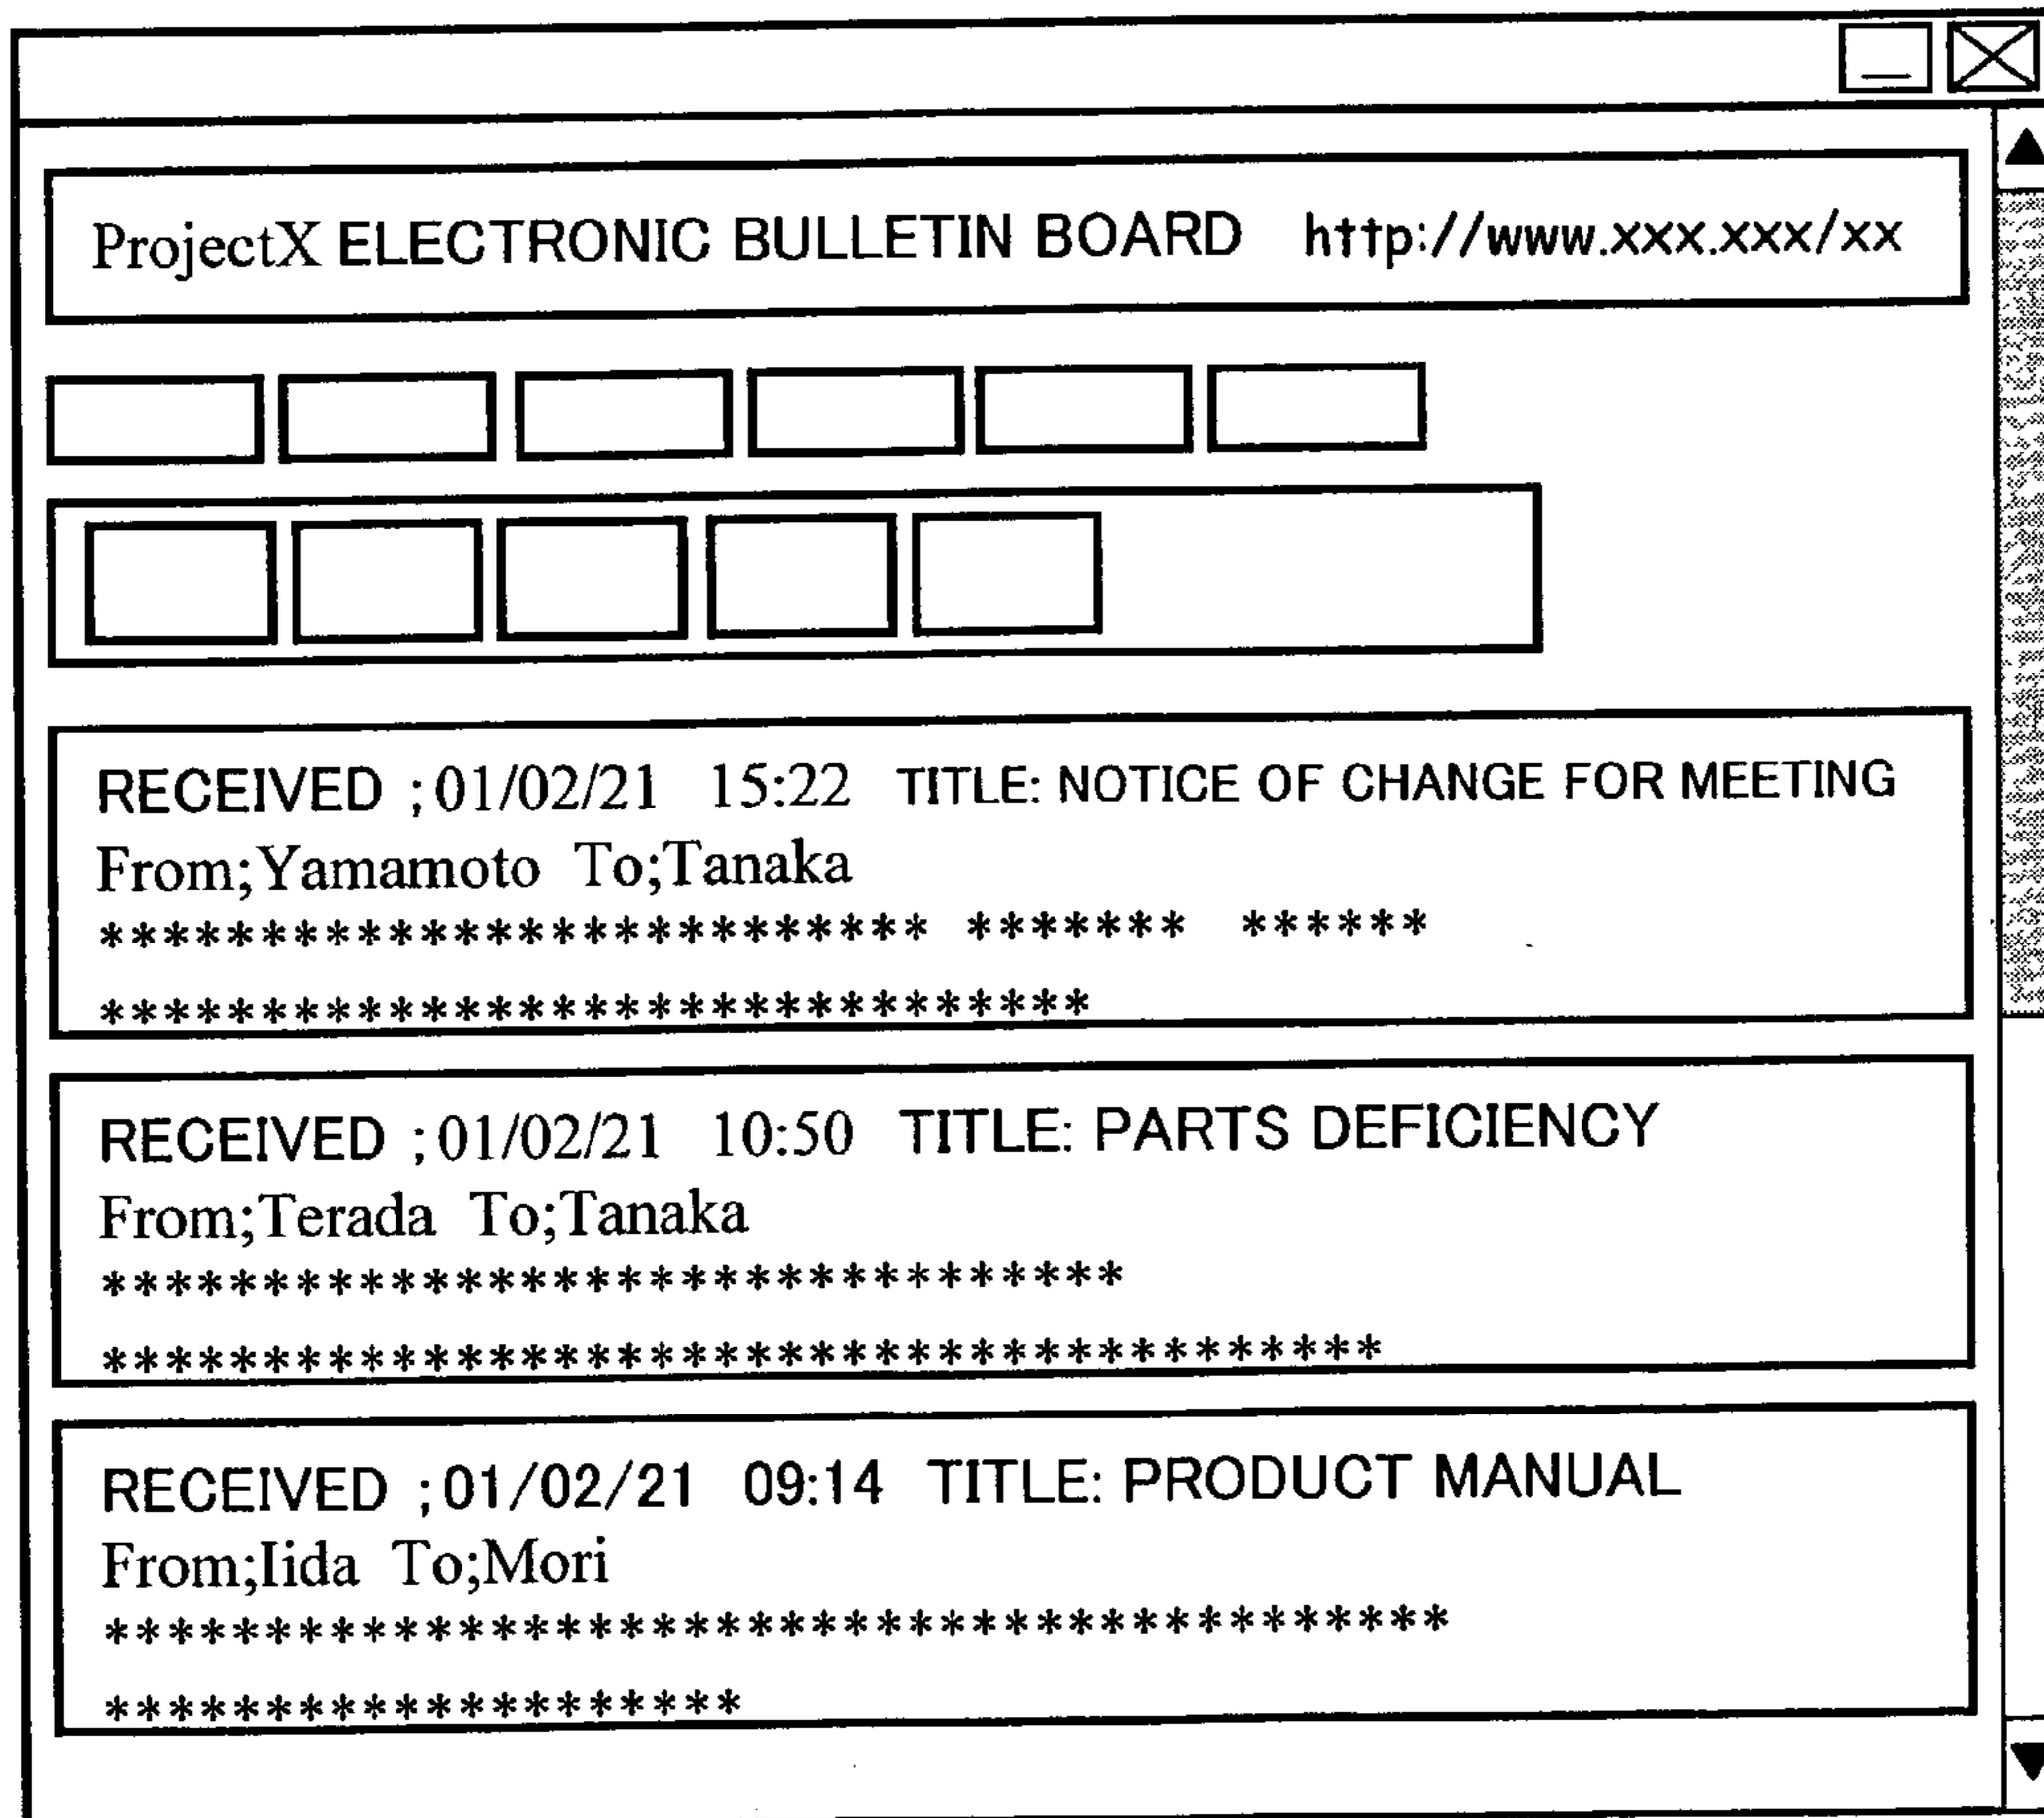 ProjectX ELECTRONIC BULLETIN BOARD http://www.xxx.xxx/xx
RECEIVED ;01/02/21 15:22 TITLE: NOTICE OF CHANGE FOR MEETING
From;Yamamoto To;Tanaka
************************** ******* ******
*******************************
RECEIVED ;01/02/21 10:50 TITLE: PARTS DEFICIENCY
From;Terada To;Tanaka
********************************
****************************************
RECEIVED ;01/02/21 09:14 TITLE: PRODUCT MANUAL
From;Iida To;Mori
******************************************
********************